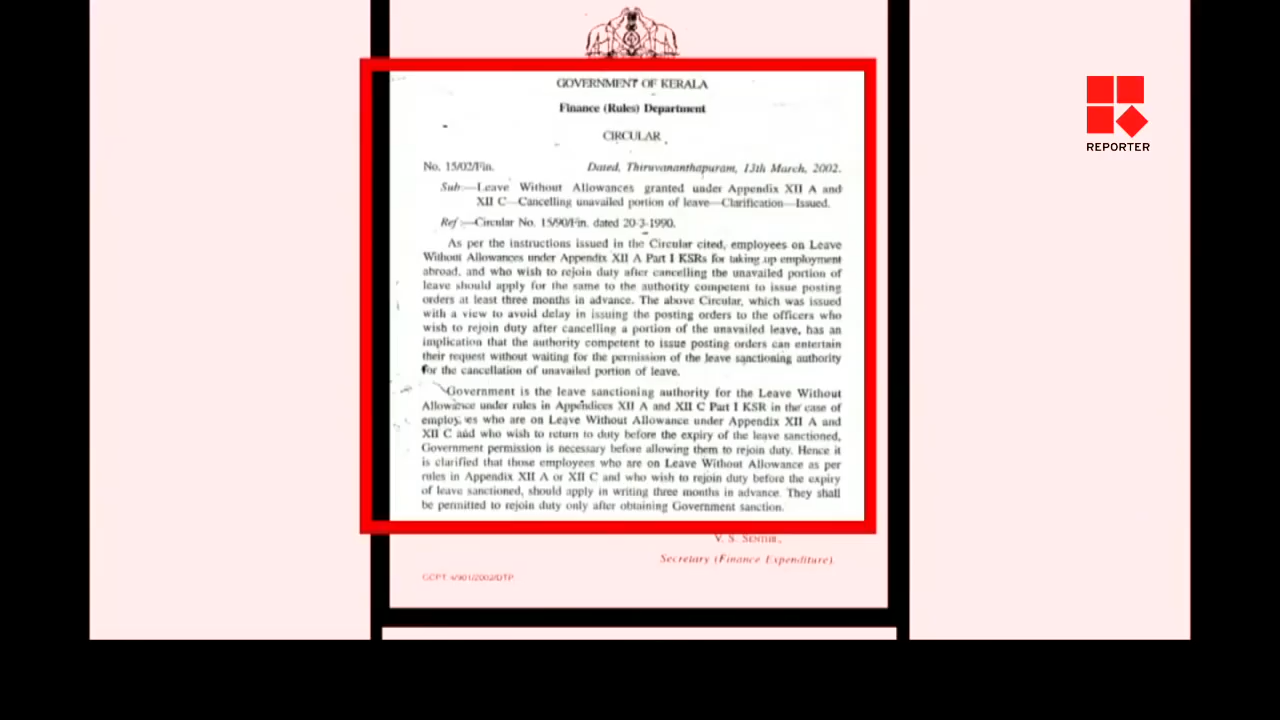 GOVERNMENT OF KERALA
Finance (Rules) Department
CIRCULAR
No. 15/02/Fin. Dated, Thiruvananthapuram, 13th March, 2002.
Sub:—Leave Without Allowances granted under Appendix XII A and
XII C—Cancelling unavailed portion of leave—Clarification—Issued.
Ref:—Circular No. 15/90/Fin. dated 20-3-1990.
As per the instructions issued in the Circular cited, employees on Leave
Without Allowances under Appendix XII A Part I KSRs for taking up employment
abroad, and who wish to rejoin duty after cancelling the unavailed portion of
leave should apply for the same to the authority competent to issue posting
orders at least three months in advance. The above Circular, which was issued
with a view to avoid delay in issuing the posting orders to the officers who
wish to rejoin duty after cancelling a portion of the unavailed leave, has an
implication that the authority competent to issue posting orders can entertain
their request without waiting for the permission of the leave sanctioning authority
for the cancellation of unavailed portion of leave.
Government is the leave sanctioning authority for the Leave Without
Allowance under rules in Appendices XII A and XII C Part I KSR in the case of
employees who are on Leave Without Allowance under Appendix XII A and
XII C and who wish to return to duty before the expiry of the leave sanctioned,
Government permission is necessary before allowing them to rejoin duty. Hence it
is clarified that those employees who are on Leave Without Allowance as per
rules in Appendix XII A or XII C and who wish to rejoin duty before the expiry
of leave sanctioned, should apply in writing three months in advance. They shall
be permitted to rejoin duty only after obtaining Government sanction.
V. S. SENTHIL,
Secretary (Finance Expenditure).
REPORTER